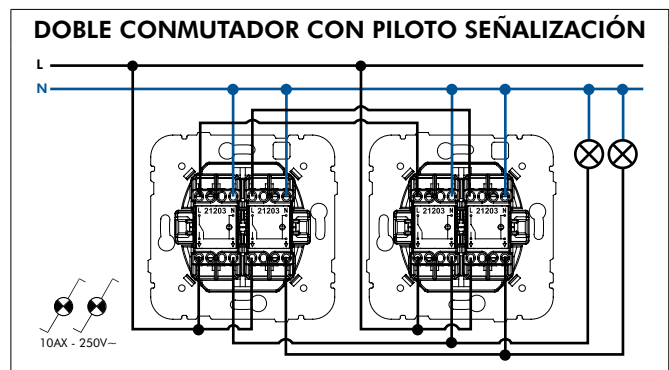 DOBLE CONMUTADOR CON PILOTO SEÑALIZACIÓN
L
N
L N L N L N L N
21203 21203 21203 21203
10AX - 250V~